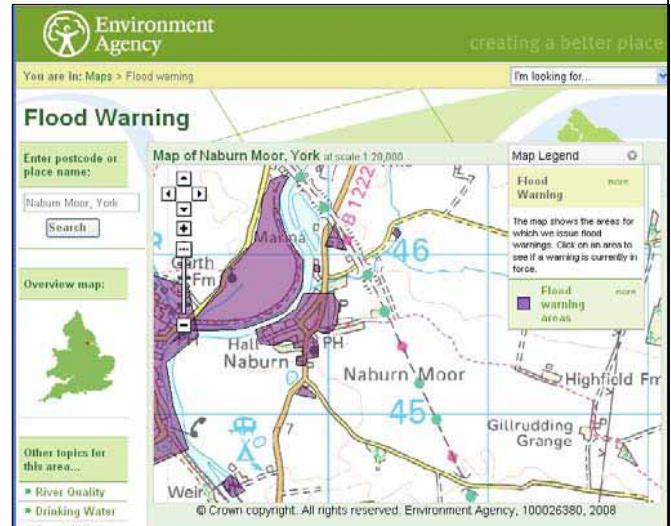 Environment
Agency
creating a better place
You are in: Maps > Flood warning
I'm looking for...
Flood Warning
Enter postcode or
place name:
Naburn Moor, York
Search
Overview map:
Other topics for
this area...
River Quality
Drinking Water
Map of Naburn Moor, York at scale 1:20,000
Map Legend
Flood
Warning
more
The map shows the areas for
which we issue flood
warnings. Click on an area to
see if a warning is currently in
force.
Flood
warning
areas
more
B 1222
Marina
46
Garth
Fm
P
Hall
PH
Naburn
Naburn Moor
Highfield Fm
45
Gillrudding
Grange
7
Weir
© Crown copyright. All rights reserved. Environment Agency, 100026380, 2008